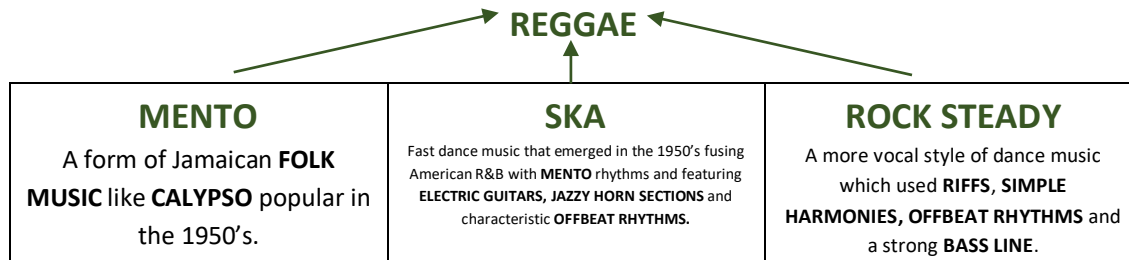 REGGAE
MENTO
A form of Jamaican FOLK
MUSIC like CALYPSO popular in
the 1950’s.
SKA
Fast dance music that emerged in the 1950’s fusing
American R&B with MENTO rhythms and featuring
ELECTRIC GUITARS, JAZZY HORN SECTIONS and
characteristic OFFBEAT RHYTHMS.
ROCK STEADY
A more vocal style of dance music
which used RIFFS, SIMPLE
HARMONIES, OFFBEAT RHYTHMS and
a strong BASS LINE.